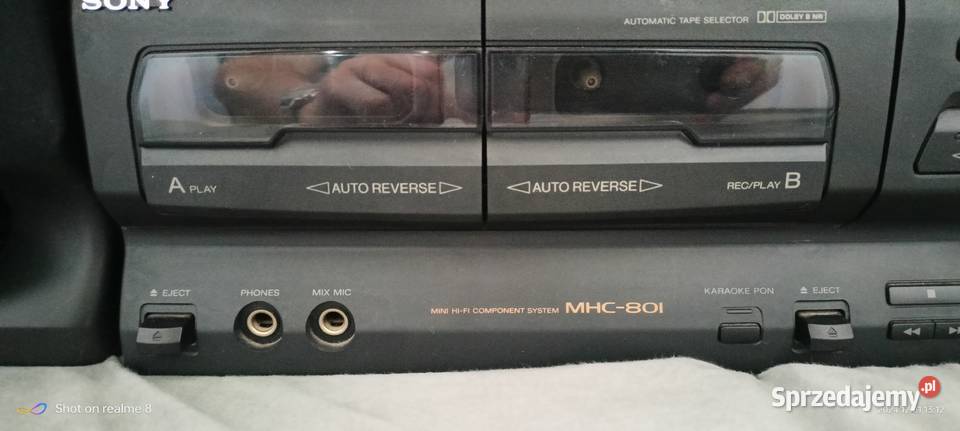 SONY
AUTOMATIC TAPE SELECTOR DOLBY B NR
A PLAY AUTO REVERSE AUTO REVERSE REC/PLAY B
EJECT PHONES MIX MIC KARAOKE PON EJECT
MINI HI-FI COMPONENT SYSTEM MHC-801
Shot on realme 8
Sprzedajemy.pl